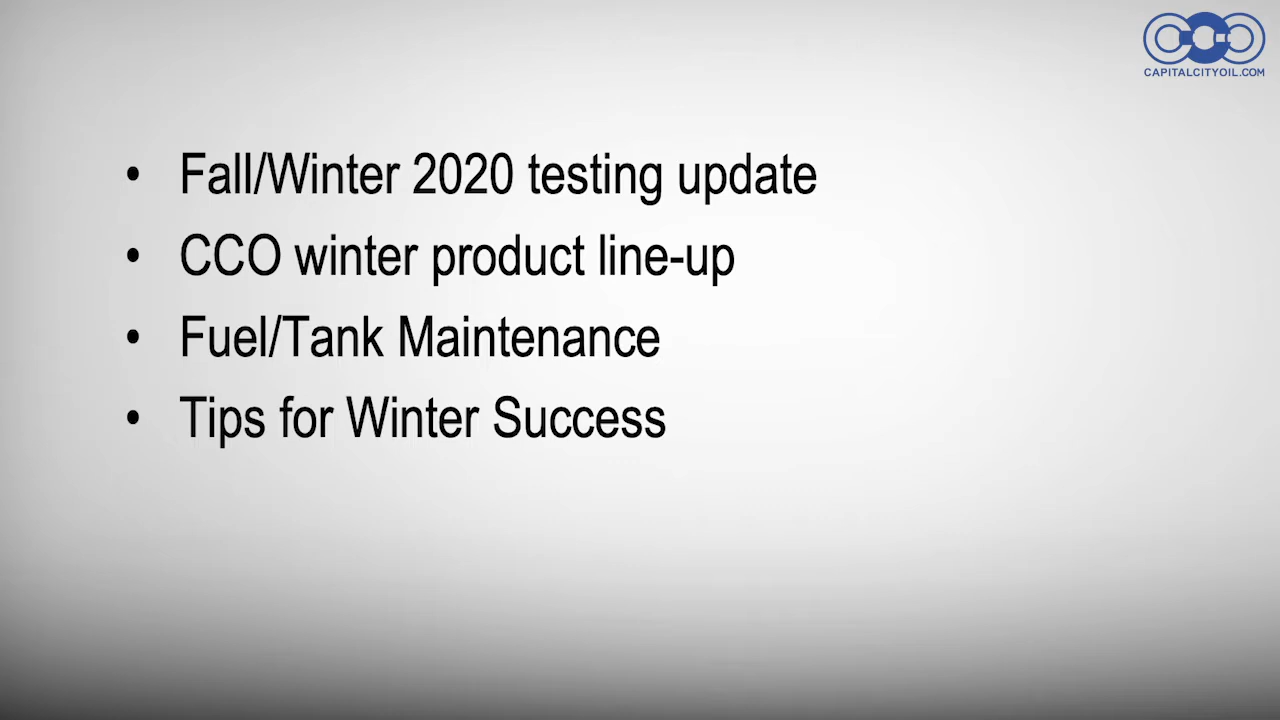 CAPITALCITYOIL.COM
• Fall/Winter 2020 testing update
• CCO winter product line-up
• Fuel/Tank Maintenance
• Tips for Winter Success